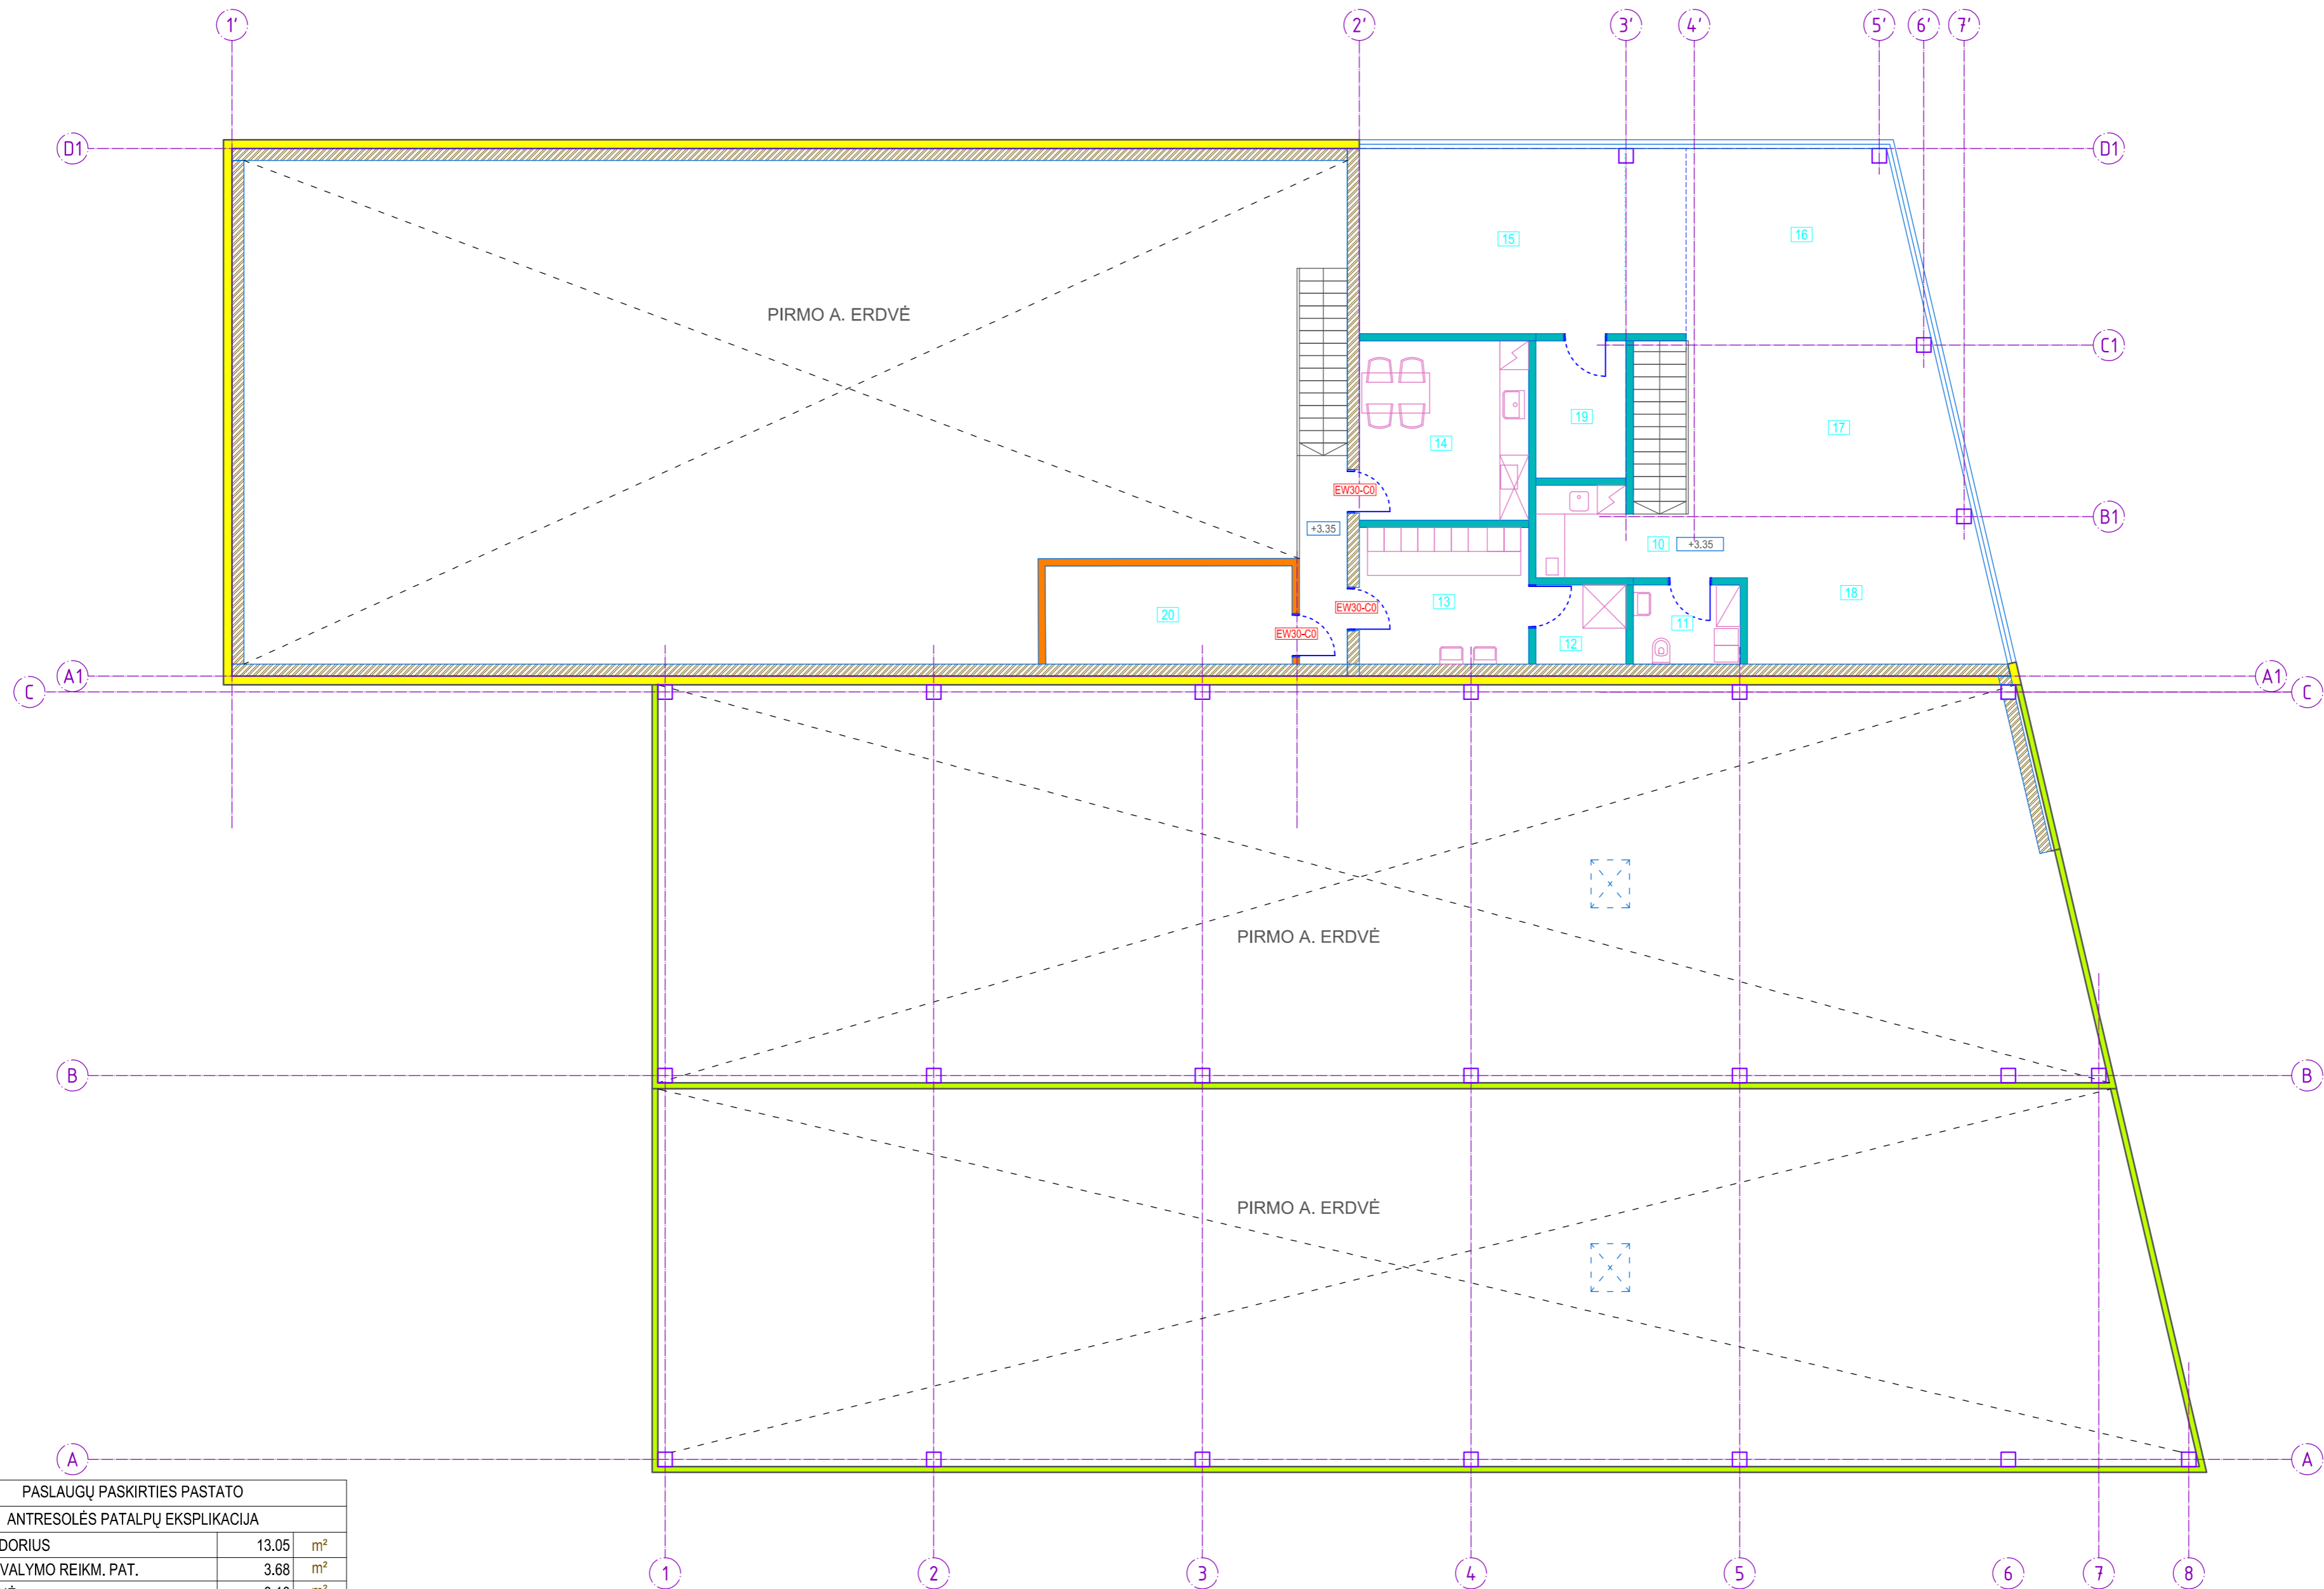 1' 2' 3' 4' 5' 6' 7'
D1 D1
15 16
PIRMO A. ERDVĖ
C1
19 17
14
EW30-C0
+3.35 B1
10 +3.35
18
13 EW30-C0
20 11
EW30-C0 12
A1 A1
C C
PIRMO A. ERDVĖ
B B
PIRMO A. ERDVĖ
A A
PASLAUGŲ PASKIRTIES PASTATO
ANTRESOLĖS PATALPŲ EKSPLIKACIJA
DORIUS 13.05 m²
VALYMO REIKM. PAT. 3.68 m²
1 2 3 4 5 6 7 8